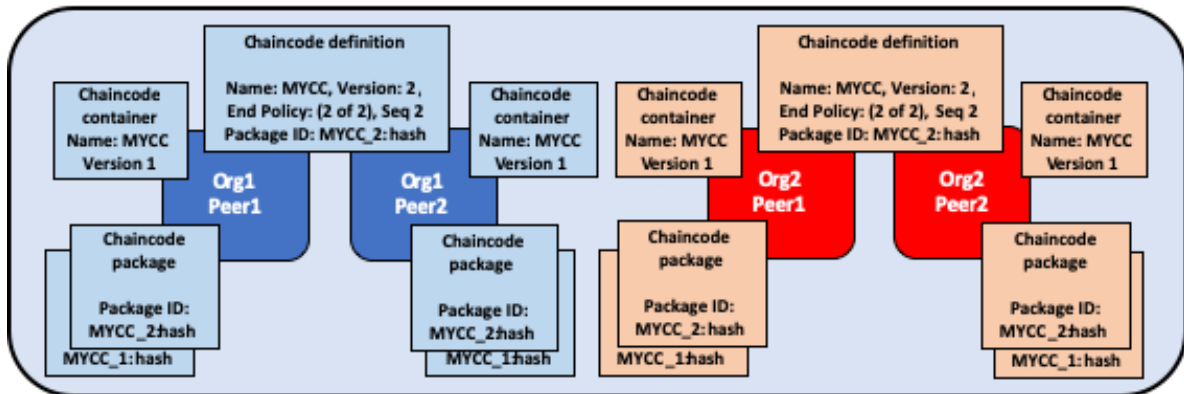 Chaincode definition
Name: MYCC, Version: 2,
End Policy: (2 of 2), Seq 2
Package ID: MYCC_2:hash
Chaincode
container
Name: MYCC
Version 1
Chaincode
container
Name: MYCC
Version 1
Org1
Peer1
Org1
Peer2
Chaincode
package
Package ID:
MYCC_2:hash
MYCC_1:hash
Chaincode
package
Package ID:
MYCC_2:hash
MYCC_1:hash
Chaincode definition
Name: MYCC, Version: 2,
End Policy: (2 of 2), Seq 2
Package ID: MYCC_2:hash
Chaincode
container
Name: MYCC
Version 1
Chaincode
container
Name: MYCC
Version 1
Org2
Peer1
Org2
Peer2
Chaincode
package
Package ID:
MYCC_2:hash
MYCC_1:hash
Chaincode
package
Package ID:
MYCC_2:hash
MYCC_1:hash